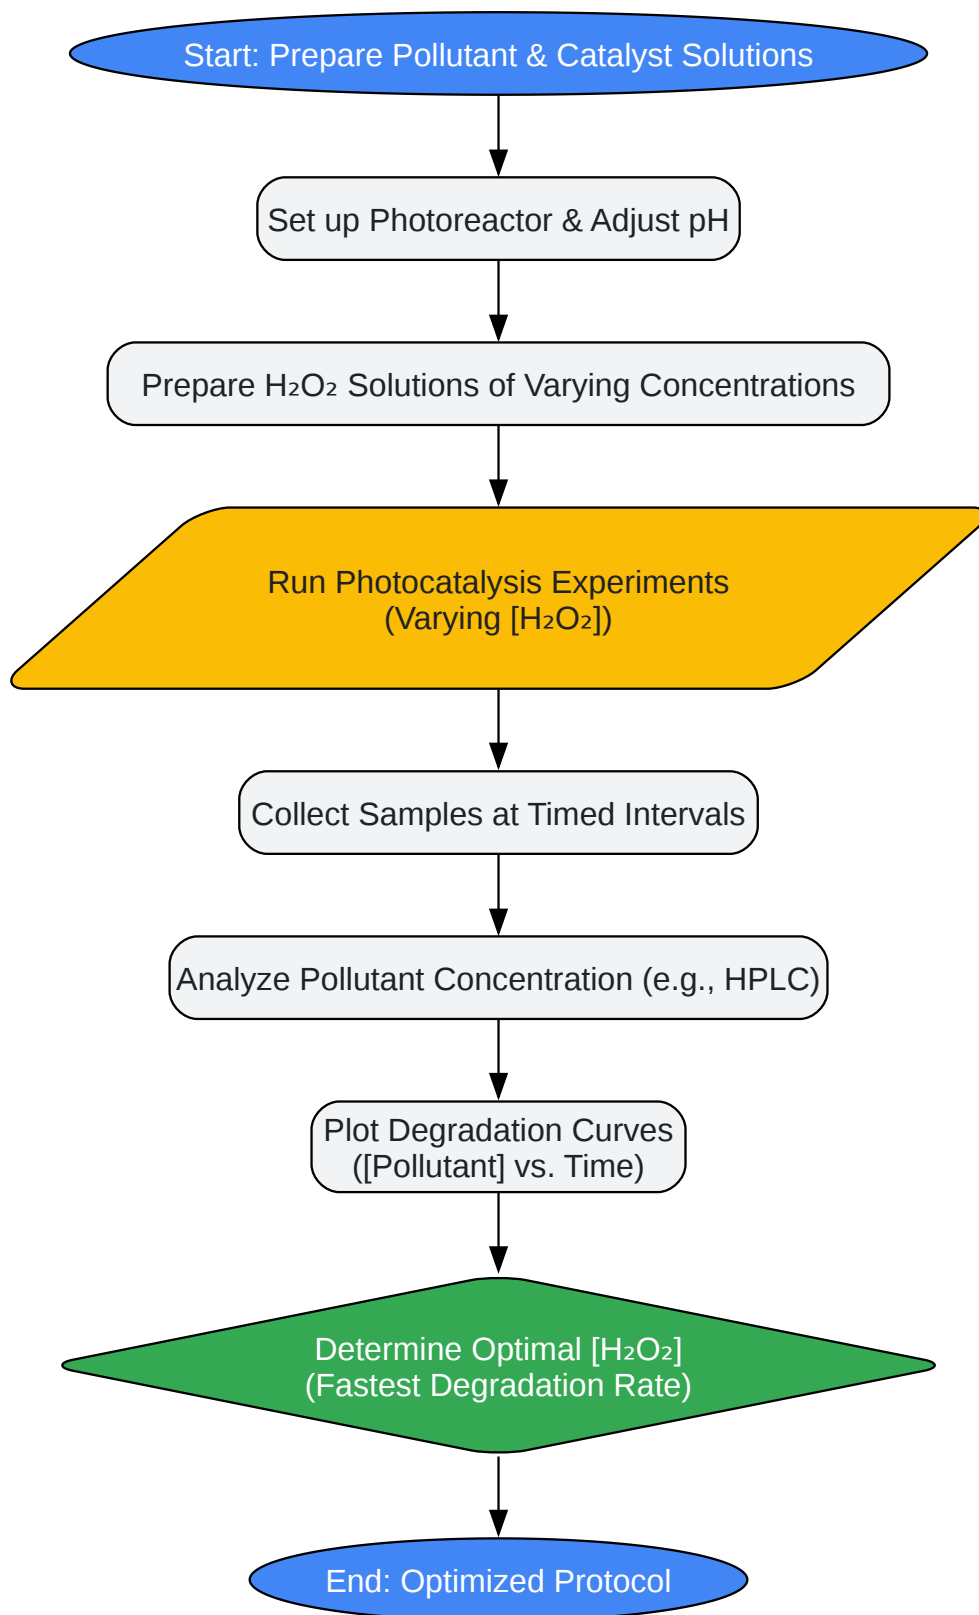 Start: Prepare Pollutant & Catalyst Solutions
Set up Photoreactor & Adjust pH
Prepare H₂O₂ Solutions of Varying Concentrations
Run Photocatalysis Experiments
(Varying [H₂O₂])
Collect Samples at Timed Intervals
Analyze Pollutant Concentration (e.g., HPLC)
Plot Degradation Curves
([Pollutant] vs. Time)
Determine Optimal [H₂O₂]
(Fastest Degradation Rate)
End: Optimized Protocol